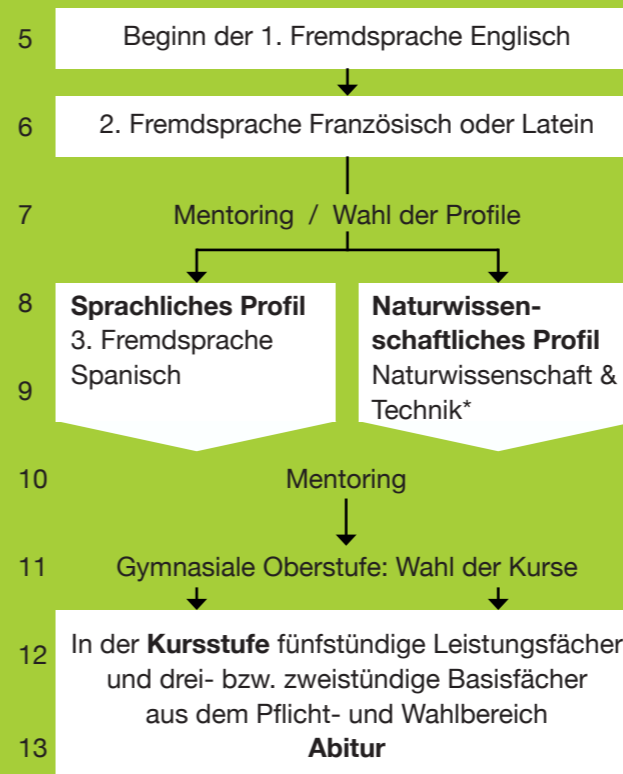 5
Beginn der 1. Fremdsprache Englisch
6
2. Fremdsprache Französisch oder Latein
7
Mentoring / Wahl der Profile
8
Sprachliches Profil
3. Fremdsprache
Spanisch
9
Naturwissen-
schaftliches Profil
Naturwissenschaft &
Technik*
10
Mentoring
11
Gymnasiale Oberstufe: Wahl der Kurse
12
In der Kursstufe fünfstündige Leistungsfächer
und drei- bzw. zweistündige Basisfächer
aus dem Pflicht- und Wahlbereich
13
Abitur